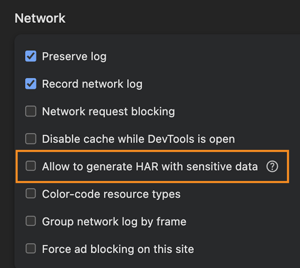 Network
Preserve log
Record network log
Network request blocking
Disable cache while DevTools is open
Allow to generate HAR with sensitive data ?
Color-code resource types
Group network log by frame
Force ad blocking on this site